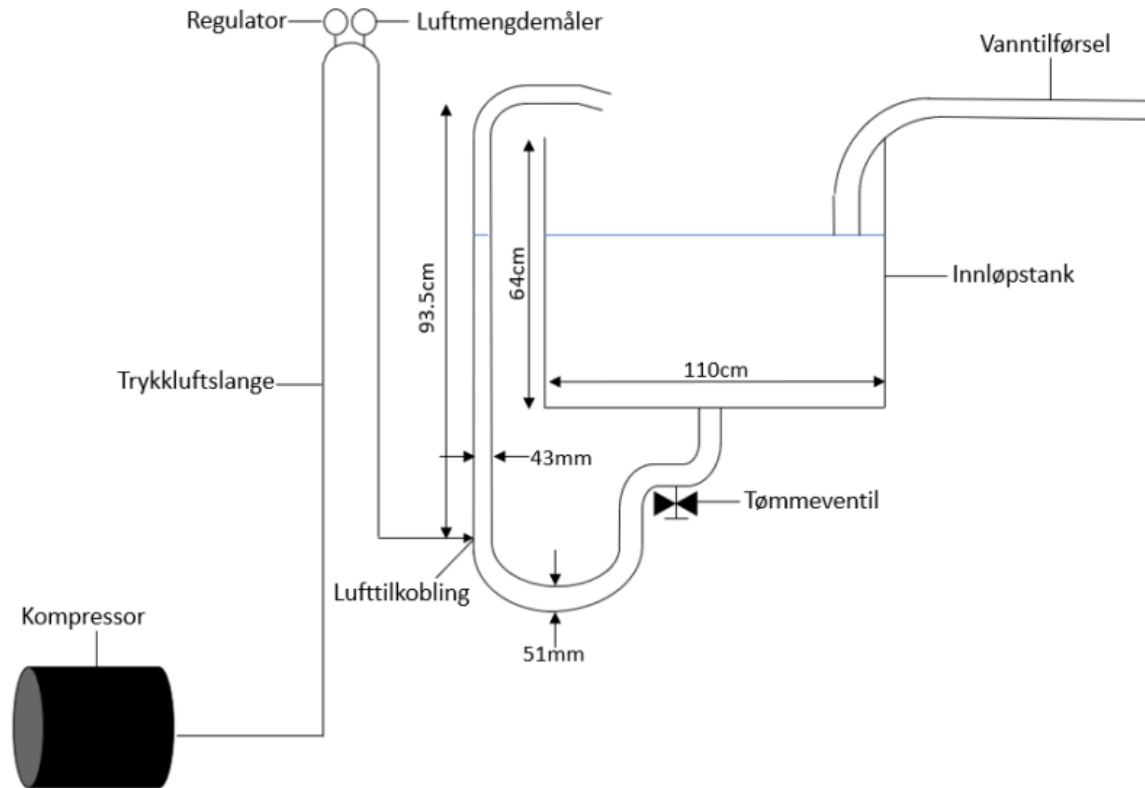 Regulator
Luftmengdemåler
Vanntilførsel
93.5cm
64cm
Innløpstank
110cm
Trykkluftslange
43mm
Tømmeventil
Lufttilkobling
Kompressor
51mm